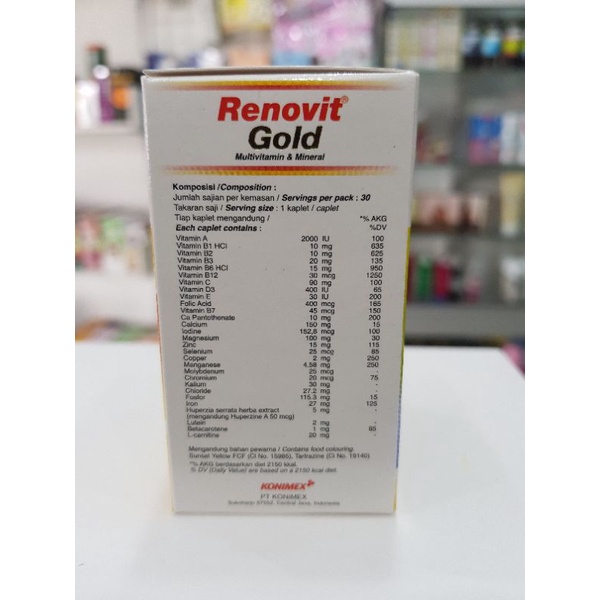 Renovit®
Gold
Multivitamin & Mineral
Komposisi /Composition :
Jumlah sajian per kemasan / Servings per pack : 30
Takaran saji / Serving size : 1 kaplet / caplet
Tiap kaplet mengandung / *% AKG
Each caplet contains : %DV
Vitamin A 2000 IU 100
Vitamin B1 HCl 10 mg 635
Vitamin B2 10 mg 625
Vitamin B3 20 mg 135
Vitamin B6 HCl 15 mg 950
Vitamin B12 30 mcg 1250
Vitamin C 90 mg 100
Vitamin D3 400 IU 65
Vitamin E 30 IU 200
Folic Acid 400 mcg 165
Vitamin B7 45 mcg 150
Ca Pantothenate 10 mg 200
Calcium 150 mg 15
Iodine 152,8 mcg 100
Magnesium 100 mg 30
Zinc 15 mg 115
Selenium 25 mcg 85
Copper 2 mg 250
Manganese 4,58 mg 250
Molybdenum 25 mcg -
Chromium 20 mcg 75
Kalium 30 mg -
Chloride 27.2 mg -
Fosfor 115.3 mg 15
Iron 27 mg 125
Huperzia serrata herba extract 5 mg -
(mengandung Huperzine A 50 mcg)
Lutein 2 mg -
Betacarotene 1 mg 85
L-carnitine 20 mg -
Mengandung bahan pewarna / Contains food colouring:
Sunset Yellow FCF (CI No. 15985), Tartrazine (CI No. 19140)
*% AKG berdasarkan diet 2150 kkal.
% DV (Daily Value) are based on a 2150 kcal diet.
KONIMEX
PT KONIMEX
Sukoharjo 57552, Central Java, Indonesia